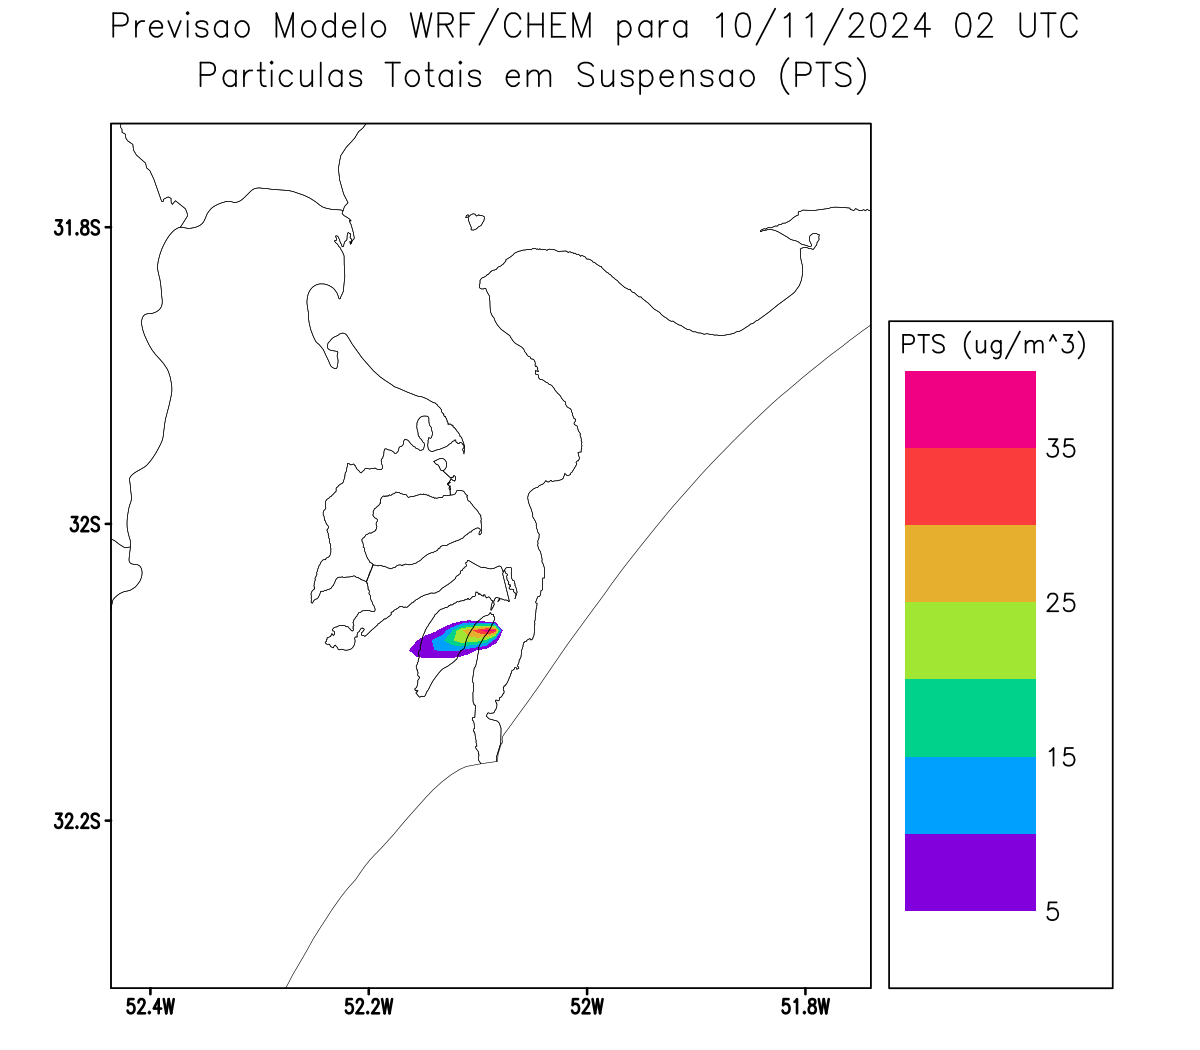 Previsao Modelo WRF/CHEM para 10/11/2024 02 UTC
Particulas Totais em Suspensao (PTS)
31.8S
32S
32.2S
52.4W
52.2W
52W
51.8W
PTS (ug/m^3)
35
25
15
5